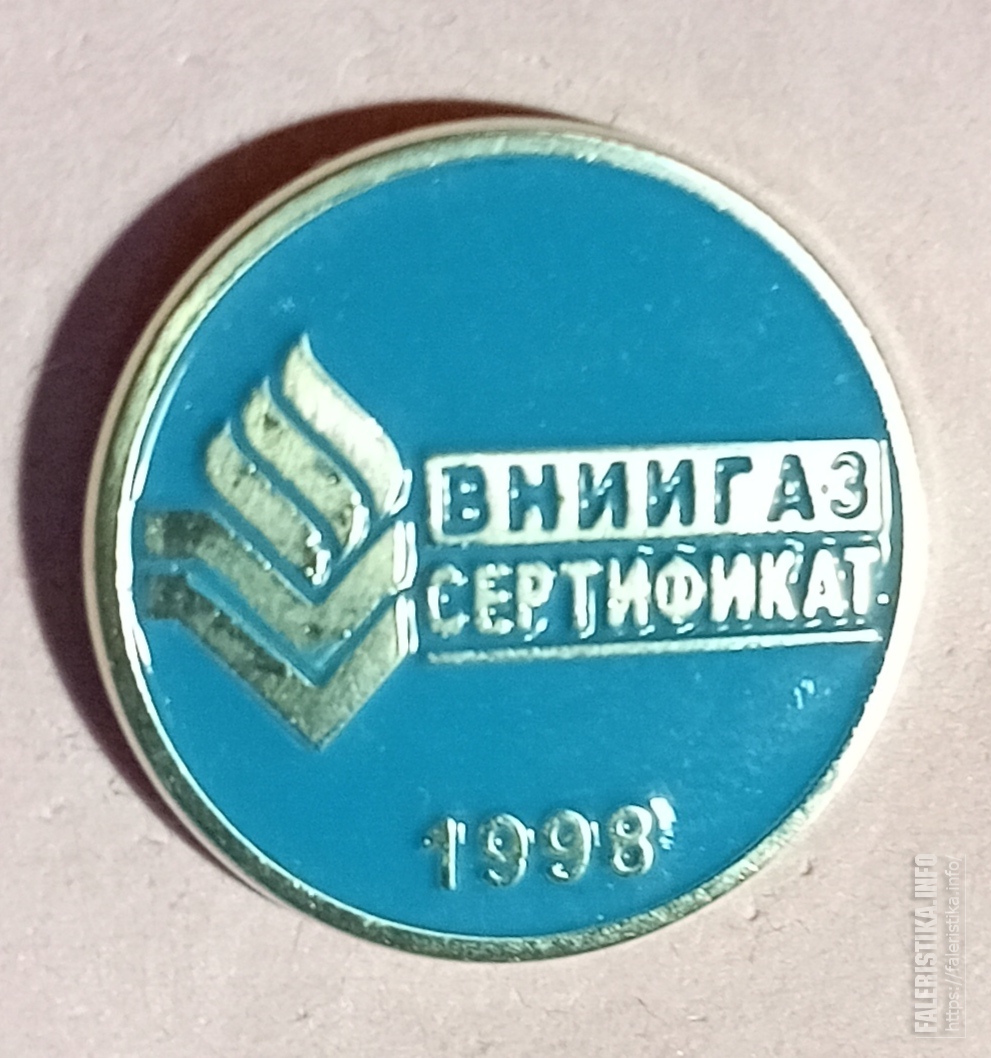 ВНИИГАЗ
СЕРТИФИКАТ
1998
FALERISTIKA.INFO
https://faleristika.info/